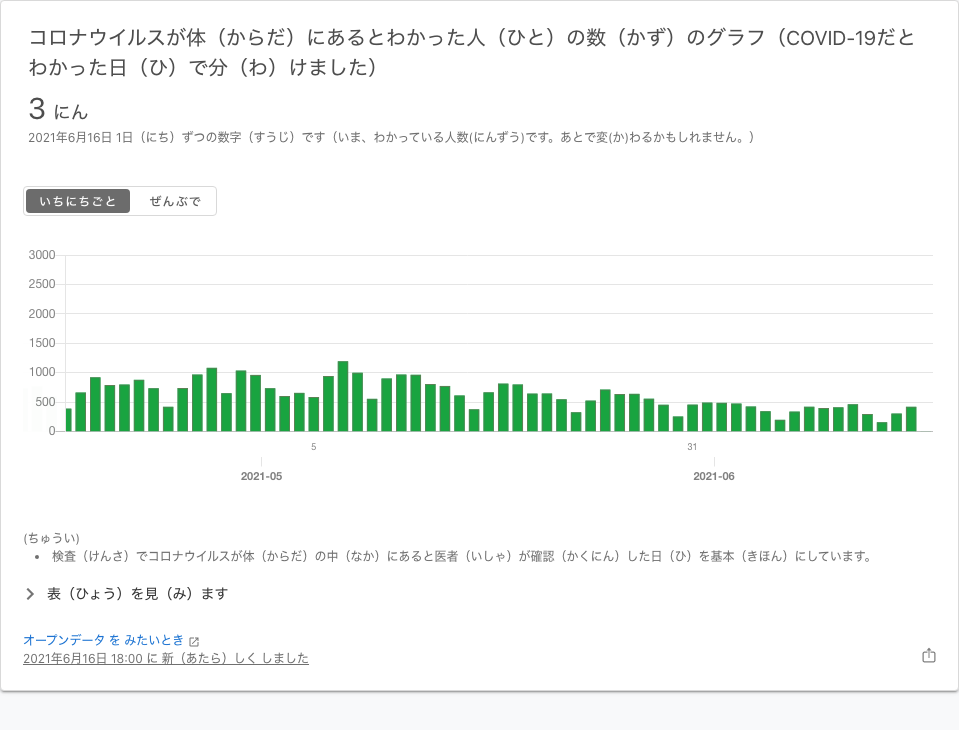 コロナウイルスが体（からだ）にあるとわかった人（ひと）の数（かず）のグラフ（COVID-19だと
わかった日（ひ）で分（わ）けました）
3 にん
2021年6月16日 1日（にち）ずつの数字（すうじ）です（いま、わかっている人数(にんずう)です。あとで変(か)わるかもしれません。）
いちにちごと ぜんぶで
3000
2500
2000
1500
1000
500
0
5 31
2021-05 2021-06
(ちゅうい)
• 検査（けんさ）でコロナウイルスが体（からだ）の中（なか）にあると医者（いしゃ）が確認（かくにん）した日（ひ）を基本（きほん）にしています。
表（ひょう）を見（み）ます
オープンデータ を みたいとき
2021年6月16日 18:00 に 新（あたら）しく しました